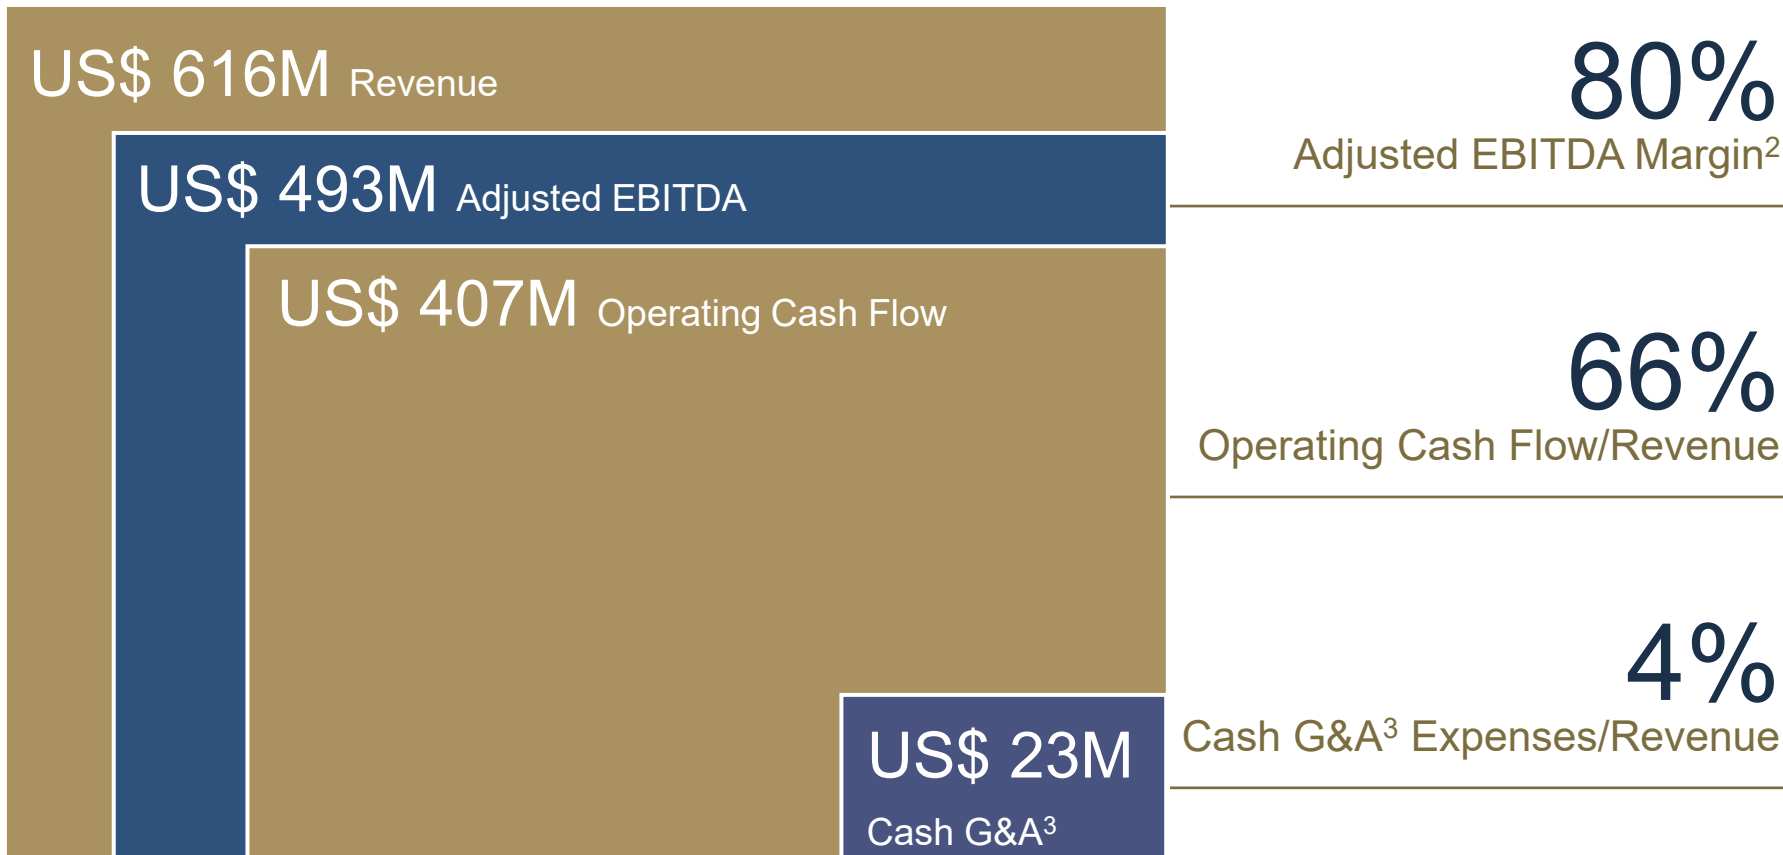 US$ 616M Revenue
US$ 493M Adjusted EBITDA
US$ 407M Operating Cash Flow
US$ 23M
Cash G&A³
80%
Adjusted EBITDA Margin²
66%
Operating Cash Flow/Revenue
4%
Cash G&A³ Expenses/Revenue